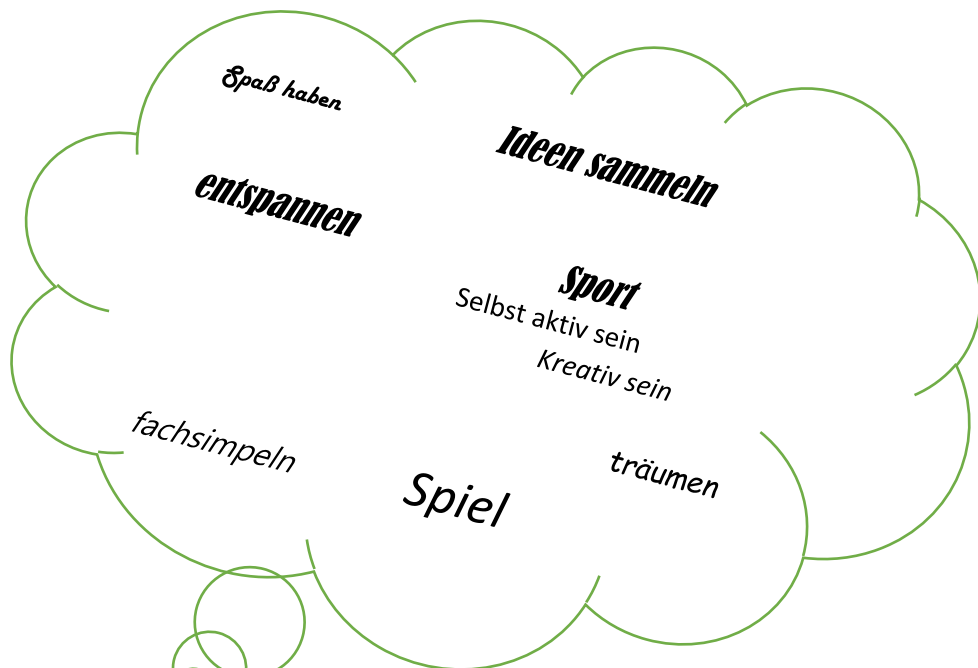 Spaß haben
Ideen sammeln
entspannen
Sport
Selbst aktiv sein
Kreativ sein
fachsimpeln
träumen
Spiel